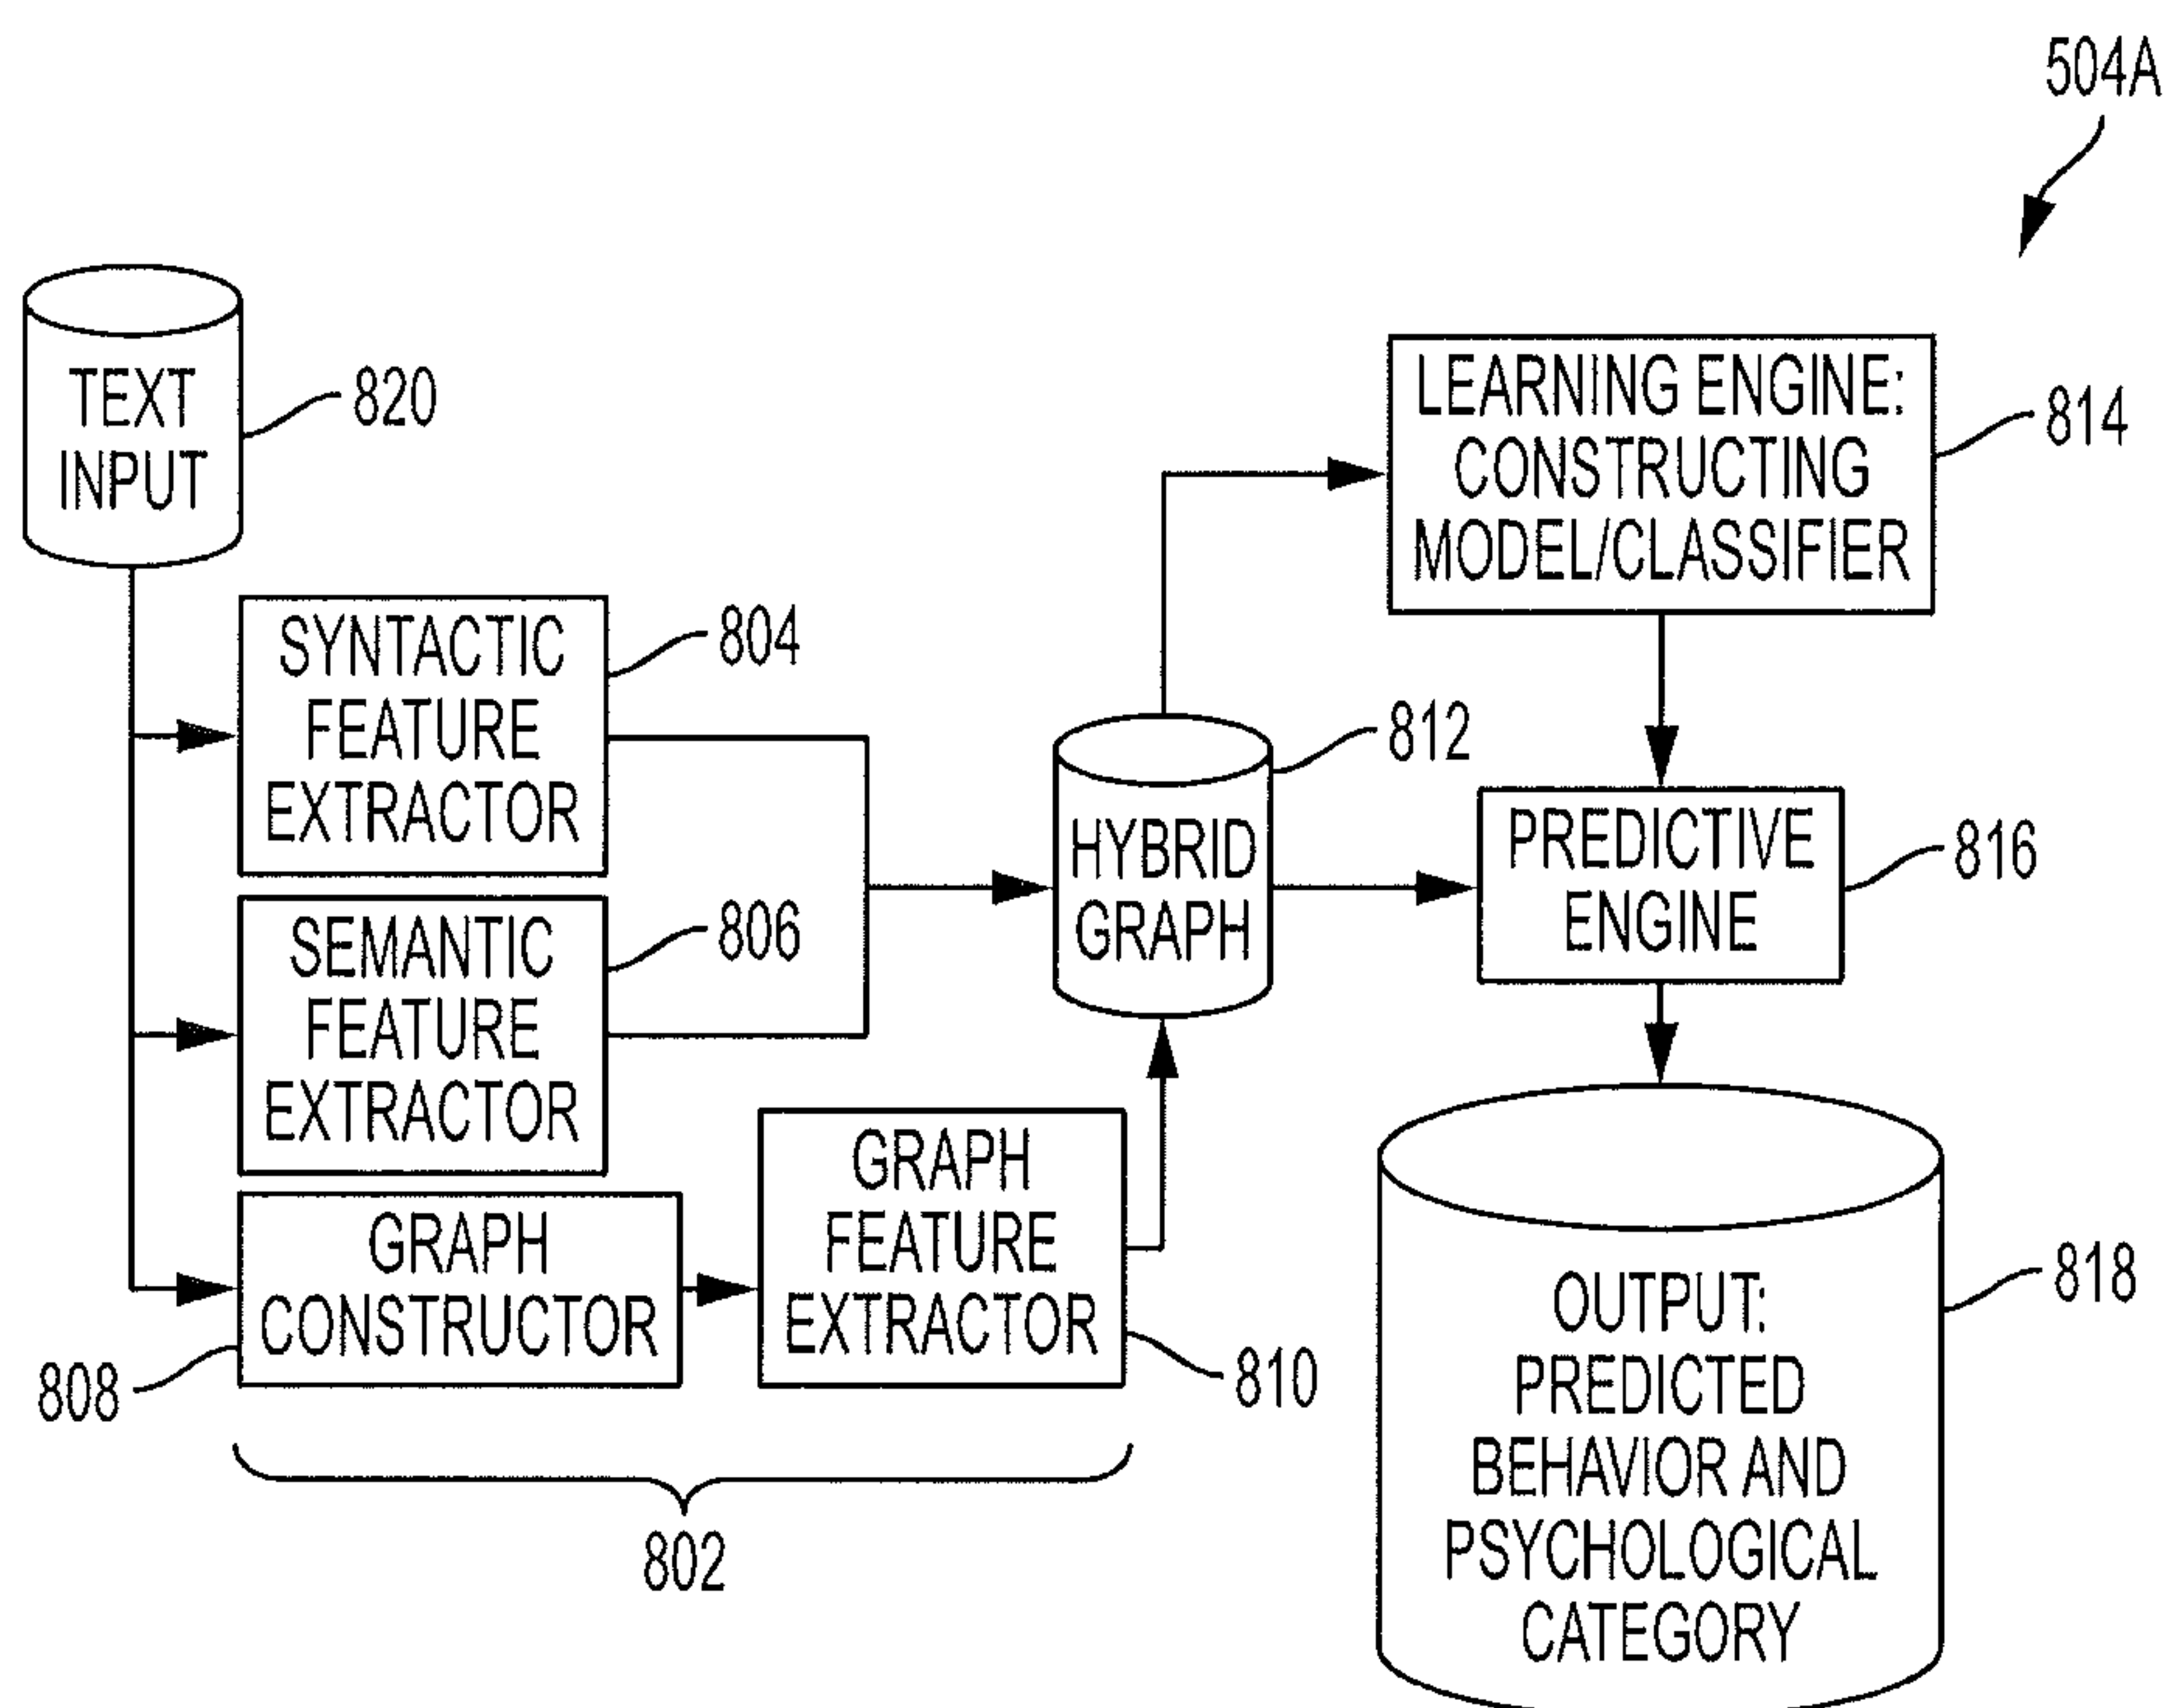 504A
TEXT
INPUT
820
LEARNING ENGINE:
CONSTRUCTING
MODEL/CLASSIFIER
814
SYNTACTIC
FEATURE
EXTRACTOR
804
HYBRID
GRAPH
812
PREDICTIVE
ENGINE
816
SEMANTIC
FEATURE
EXTRACTOR
806
GRAPH
CONSTRUCTOR
808
GRAPH
FEATURE
EXTRACTOR
810
802
OUTPUT:
PREDICTED
BEHAVIOR AND
PSYCHOLOGICAL
CATEGORY
818